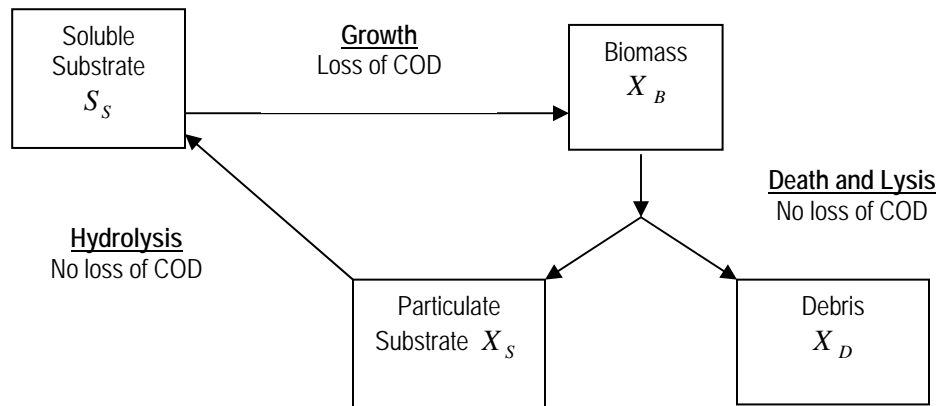 Soluble
Substrate
S_S
Growth
Loss of COD
Biomass
X_B
Death and Lysis
No loss of COD
Hydrolysis
No loss of COD
Particulate
Substrate X_S
Debris
X_D